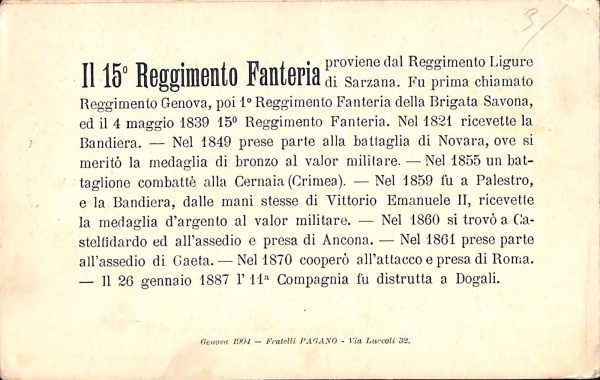 3/
Il 15º Reggimento Fanteria proviene dal Reggimento Ligure
di Sarzana. Fu prima chiamato
Reggimento Genova, poi 1º Reggimento Fanteria della Brigata Savona,
ed il 4 maggio 1839 15º Reggimento Fanteria. Nel 1821 ricevette la
Bandiera. — Nel 1849 prese parte alla battaglia di Novara, ove si
meritò la medaglia di bronzo al valor militare. — Nel 1855 un bat-
taglione combattè alla Cernaia (Crimea). — Nel 1859 fu a Palestro,
e la Bandiera, dalle mani stesse di Vittorio Emanuele II, ricevette
la medaglia d'argento al valor militare. — Nel 1860 si trovò a Ca-
stelfidardo ed all'assedio e presa di Ancona. — Nel 1861 prese parte
all'assedio di Gaeta. — Nel 1870 cooperò all'attacco e presa di Roma.
— Il 26 gennaio 1887 l' 11ª Compagnia fu distrutta a Dogali.
Genova 1904 — Fratelli PAGANO - Via Luccoli 32.